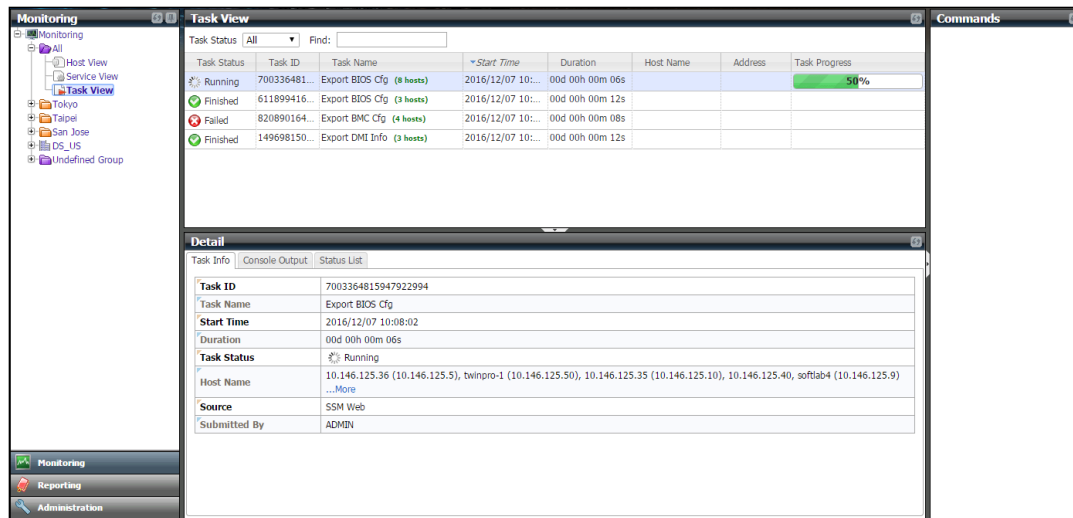 Monitoring
Monitoring
All
Host View
Service View
Task View
Tokyo
Taipei
San Jose
DS_US
Undefined Group
Monitoring
Reporting
Administration
Task View
Task Status All Find:
Task Status Task ID Task Name Start Time Duration Host Name Address Task Progress
Running 700336481... Export BIOS Cfg (8 hosts) 2016/12/07 10:... 00d 00h 00m 06s 50%
Finished 611899416... Export BIOS Cfg (3 hosts) 2016/12/07 10:... 00d 00h 00m 12s
Failed 820890164... Export BMC Cfg (4 hosts) 2016/12/07 10:... 00d 00h 00m 08s
Finished 149698150... Export DMI Info (3 hosts) 2016/12/07 10:... 00d 00h 00m 12s
Detail
Task Info Console Output Status List
Task ID 7003364815947922994
Task Name Export BIOS Cfg
Start Time 2016/12/07 10:08:02
Duration 00d 00h 00m 06s
Task Status Running
Host Name 10.146.125.36 (10.146.125.5), twinpro-1 (10.146.125.50), 10.146.125.35 (10.146.125.10), 10.146.125.40, softlab4 (10.146.125.9)
...More
Source SSM Web
Submitted By ADMIN
Commands